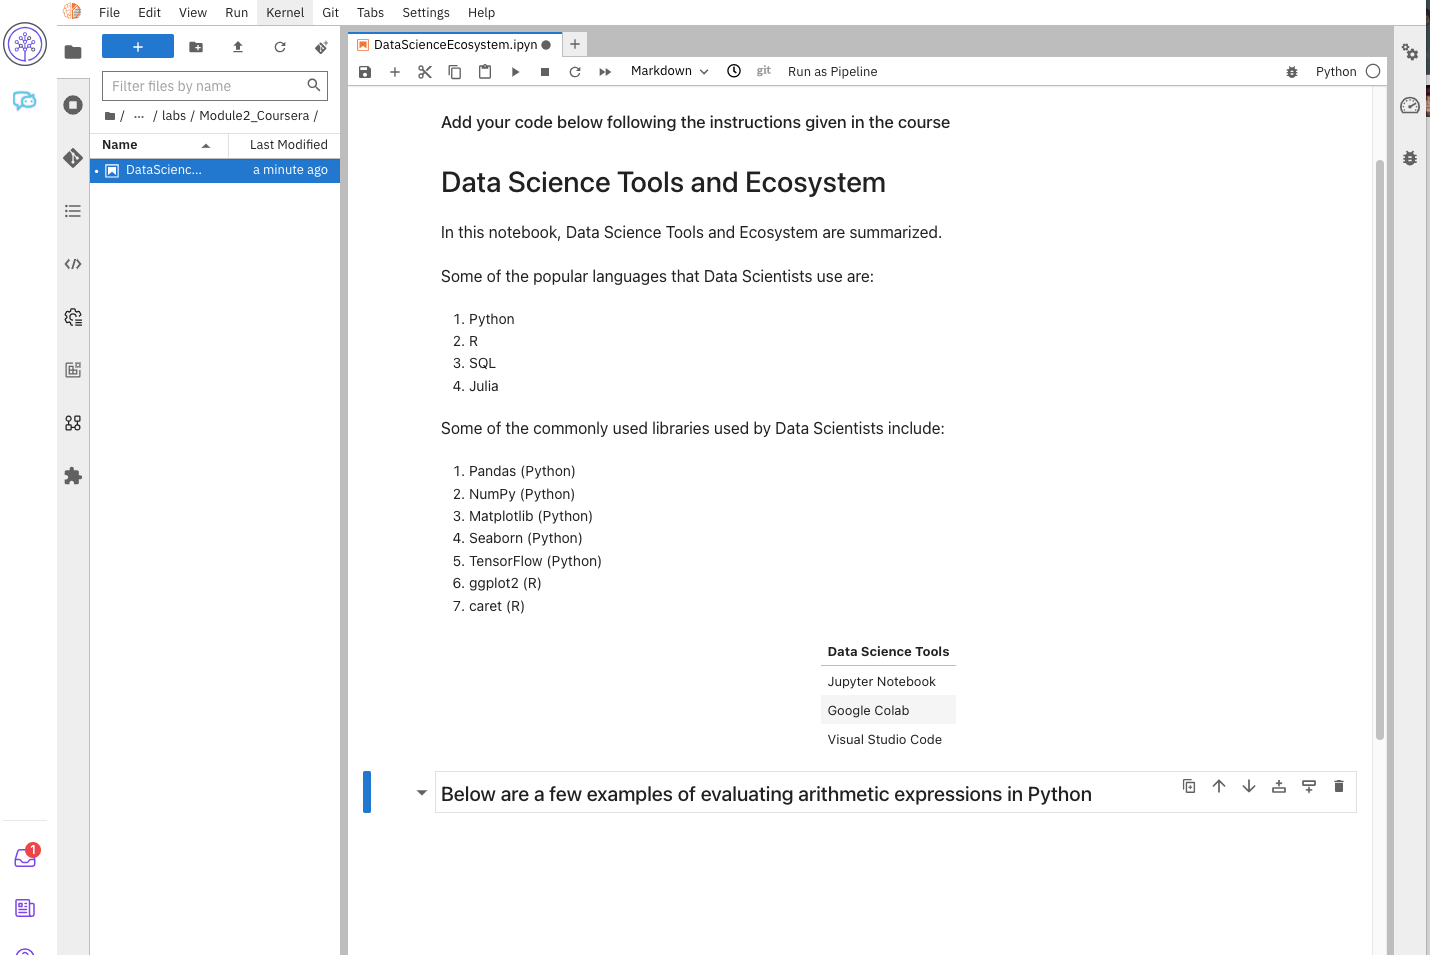 File Edit View Run Kernel Git Tabs Settings Help
+
Filter files by name
/ ... / labs / Module2_Coursera /
Name Last Modified
DataScienc... a minute ago
DataScienceEcosystem.ipyn
Markdown git Run as Pipeline Python
Add your code below following the instructions given in the course
Data Science Tools and Ecosystem
In this notebook, Data Science Tools and Ecosystem are summarized.
Some of the popular languages that Data Scientists use are:
1. Python
2. R
3. SQL
4. Julia
Some of the commonly used libraries used by Data Scientists include:
1. Pandas (Python)
2. NumPy (Python)
3. Matplotlib (Python)
4. Seaborn (Python)
5. TensorFlow (Python)
6. ggplot2 (R)
7. caret (R)
Data Science Tools
Jupyter Notebook
Google Colab
Visual Studio Code
Below are a few examples of evaluating arithmetic expressions in Python
1